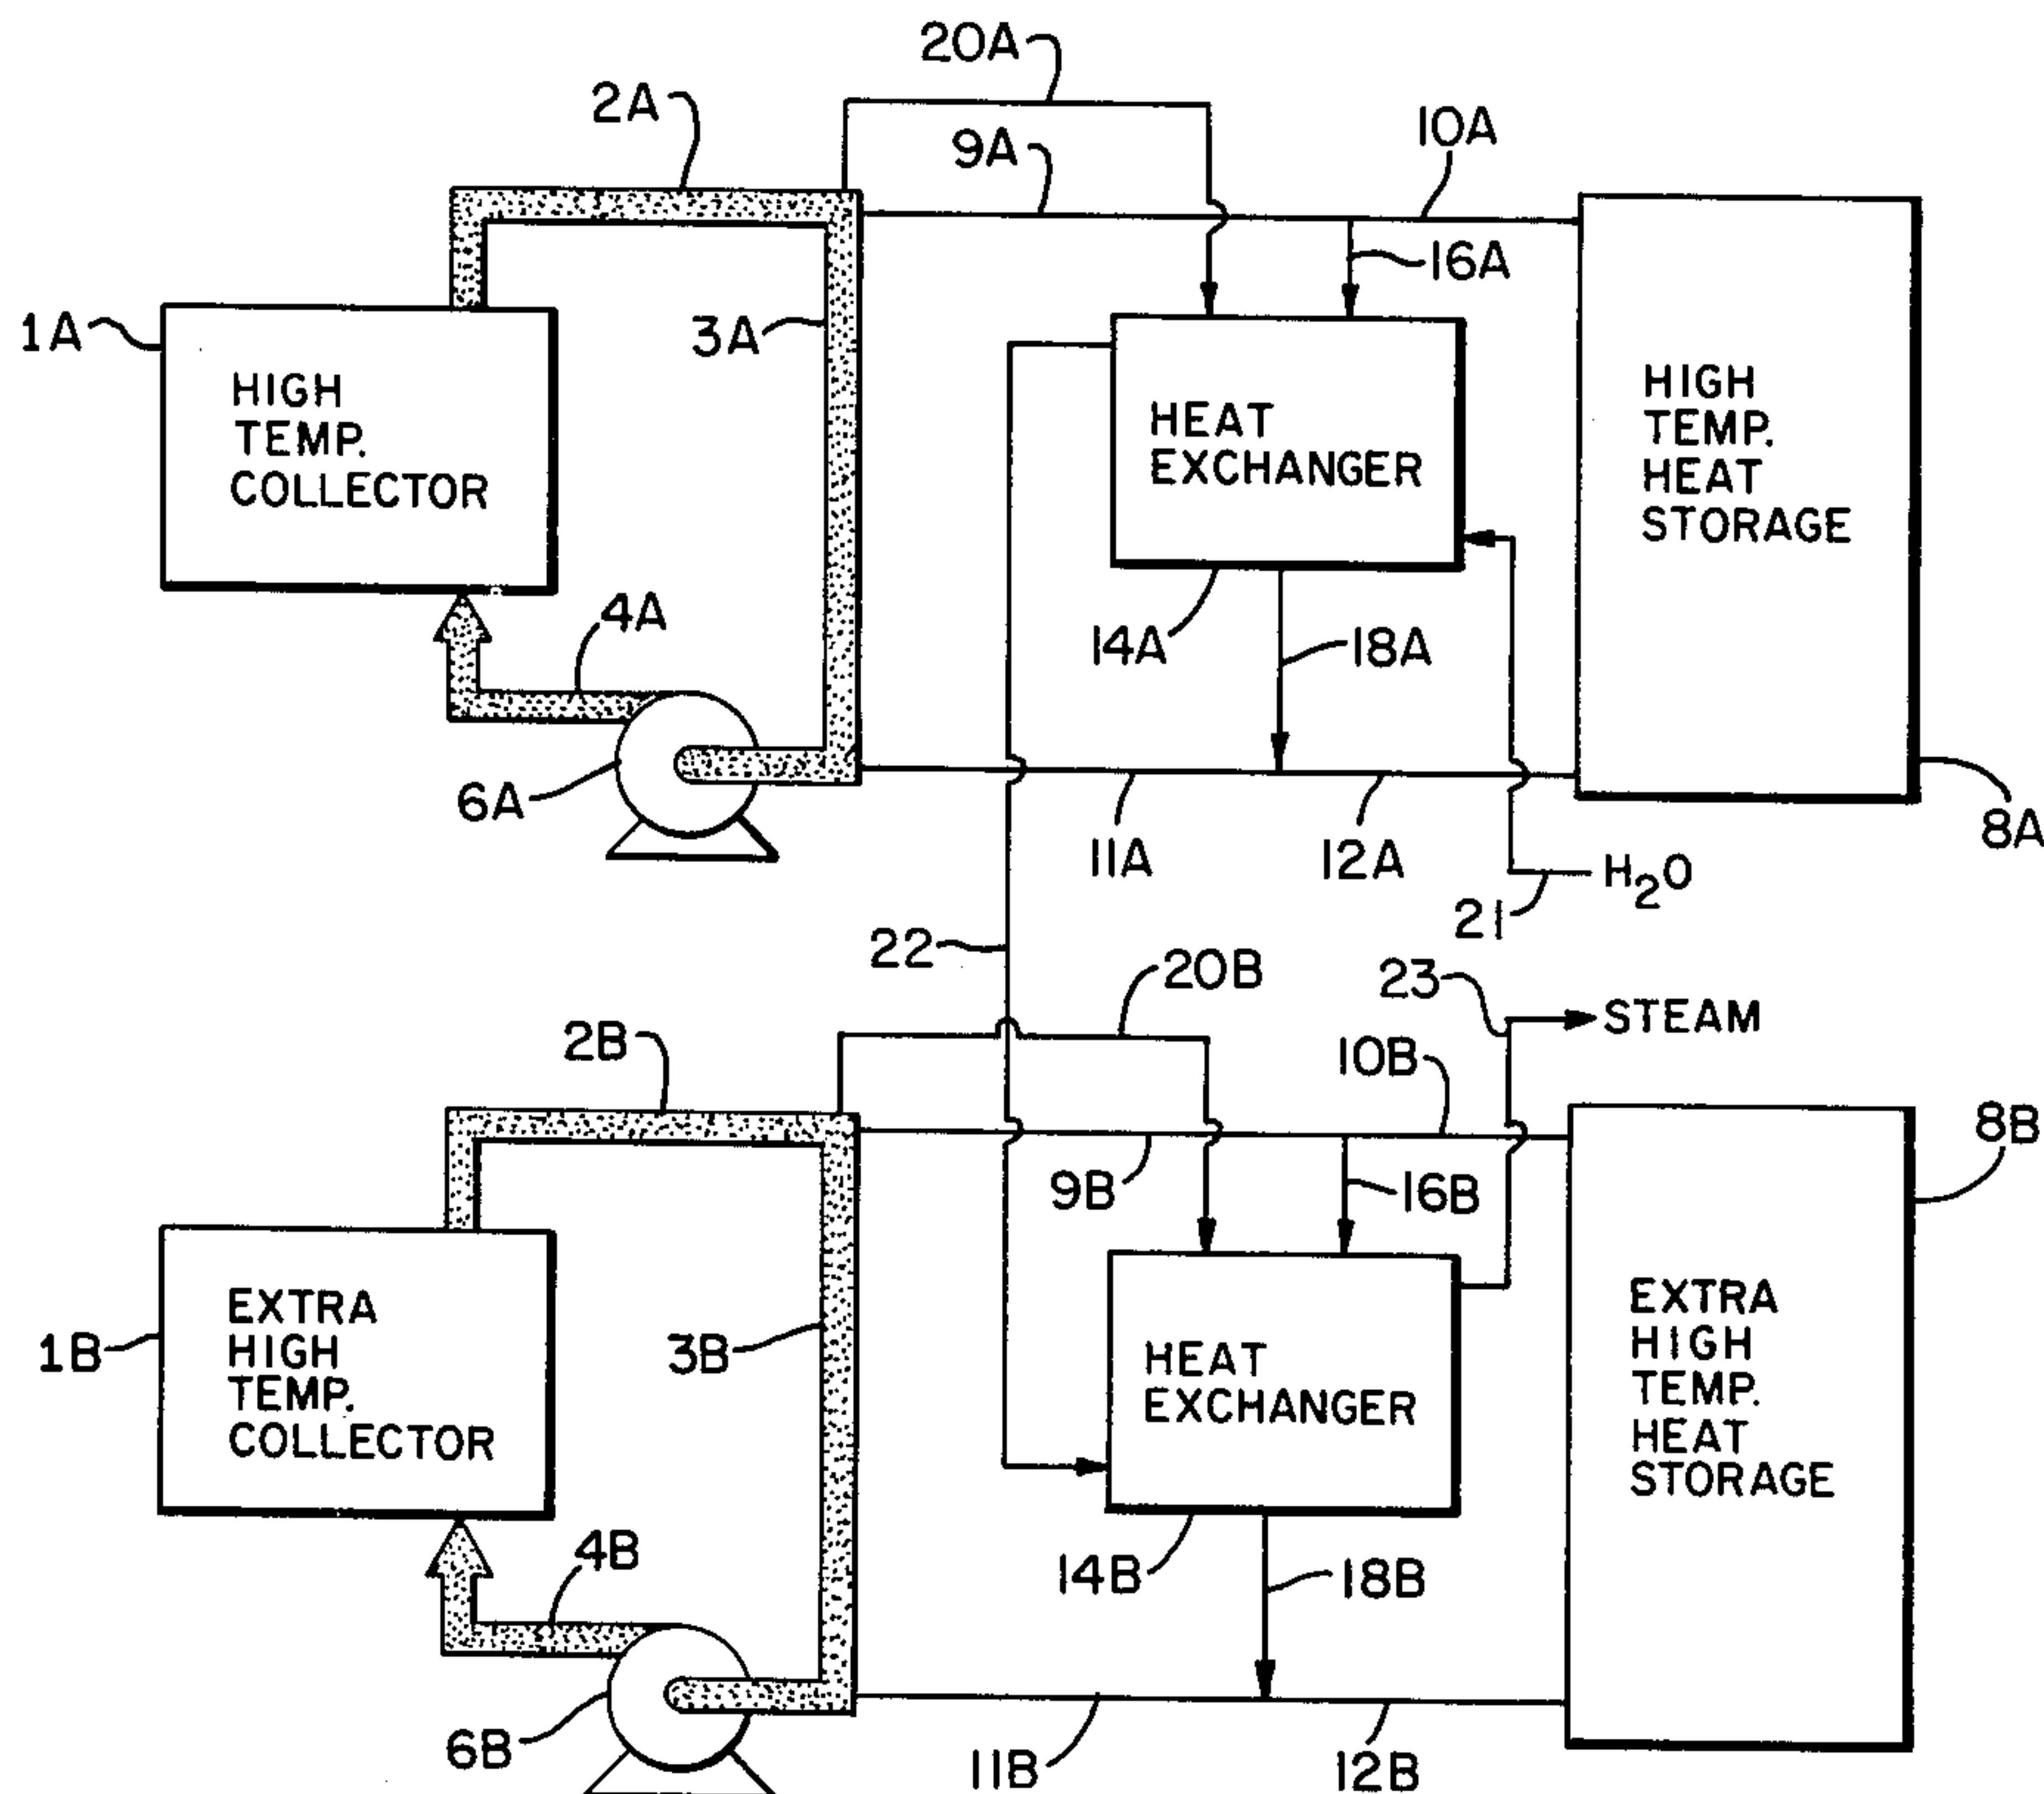 20A
2A
9A
10A
16A
1A
3A
HIGH
TEMP.
COLLECTOR
HEAT
EXCHANGER
HIGH
TEMP.
HEAT
STORAGE
4A
14A
18A
6A
11A
12A
8A
H₂O
21
22
20B
23
STEAM
2B
10B
8B
9B
16B
1B
3B
EXTRA
HIGH
TEMP.
COLLECTOR
HEAT
EXCHANGER
EXTRA
HIGH
TEMP.
HEAT
STORAGE
4B
14B
18B
6B
11B
12B